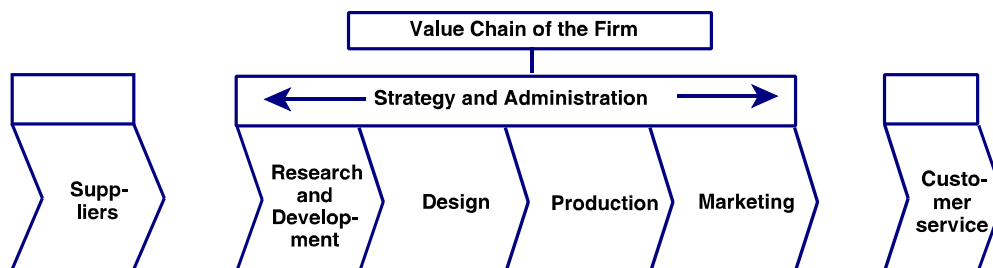 Value Chain of the Firm
Strategy and Administration
Supp-
liers
Research
and
Develop-
ment
Design
Production
Marketing
Custo-
mer
service